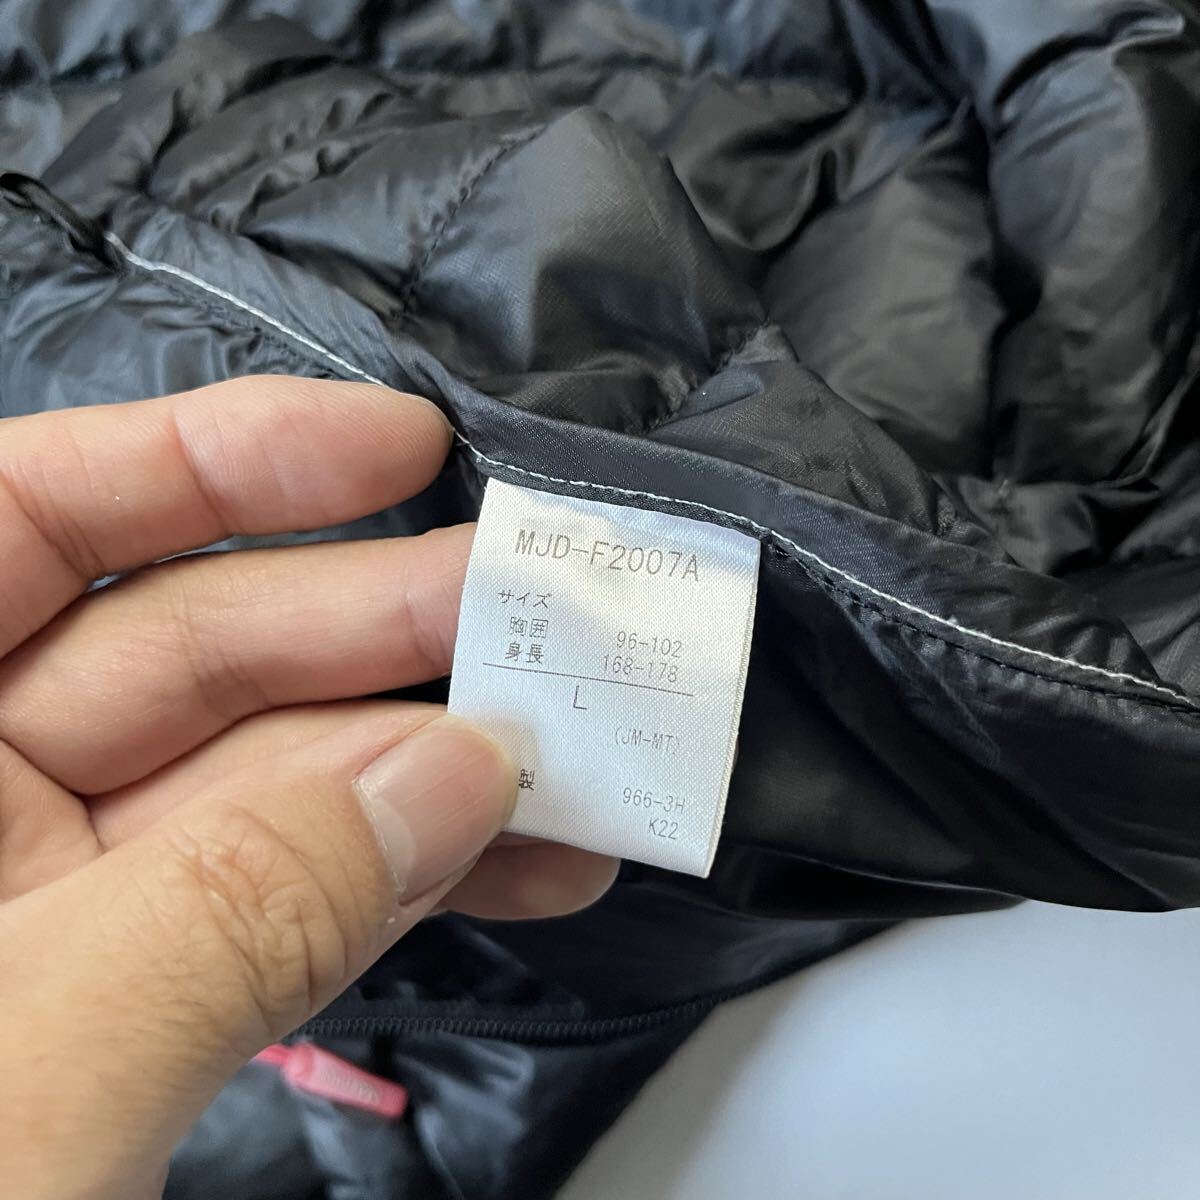 MJD-F2007A
サイズ
胸囲 96-102
身長 168-178
L
(JM-MT)
製 966-3H
K22